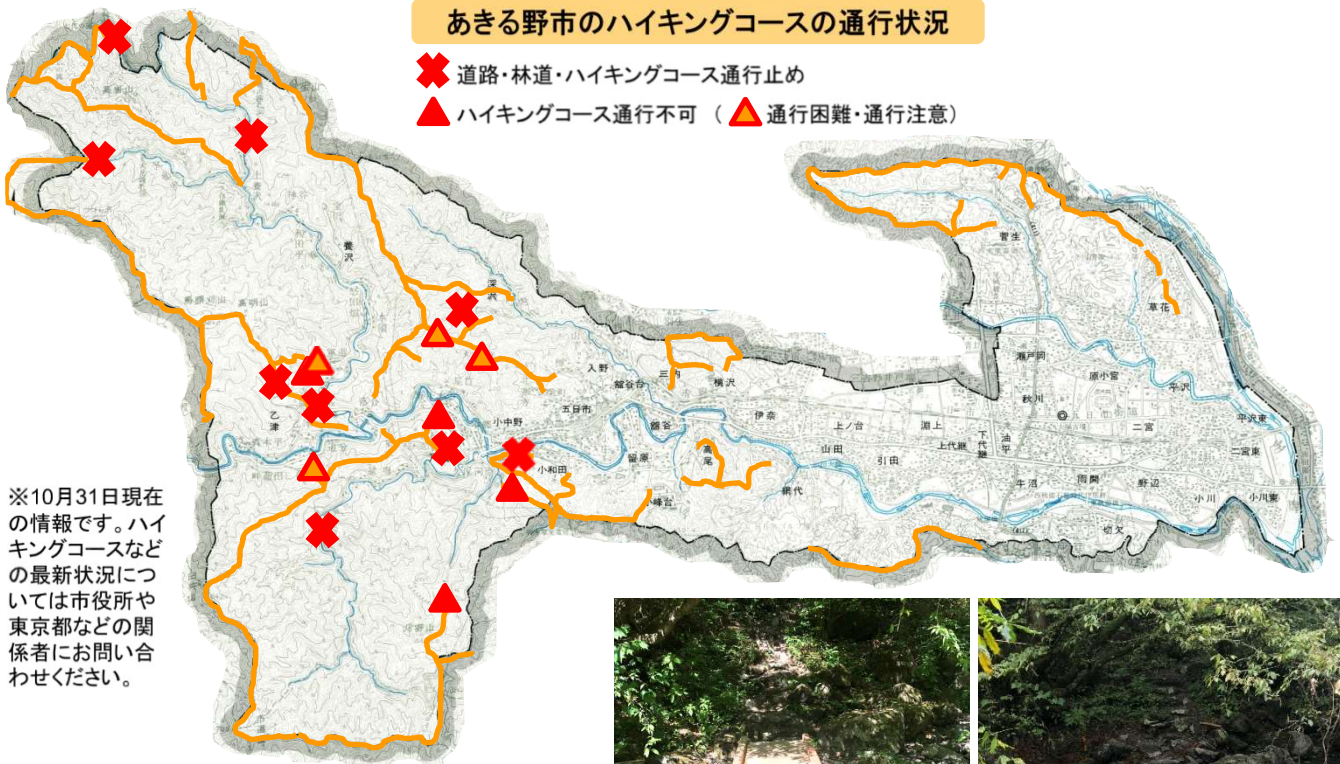 あきる野市のハイキングコースの通行状況
道路・林道・ハイキングコース通行止め
ハイキングコース通行不可 （ 通行困難・通行注意）
菅生
草花
養沢
深沢
瀬戸岡
入野
三内
舘谷台
横沢
原小宮
平沢
秋川
乙津
小中野
五日市
舘谷
伊奈
上ノ台
淵上
二宮
平沢東
高尾
山田
上代継
下代継
油平
二宮東
小和田
留原
引田
牛沼
雨間
野辺
網代
小峰台
小川
小川東
切欠
※10月31日現在
の情報です。ハイ
キングコースなど
の最新状況につ
いては市役所や
東京都などの関
係者にお問い合
わせください。